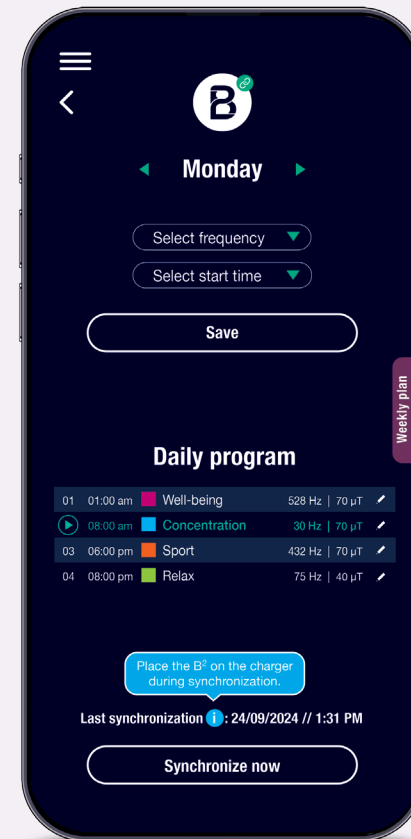 B
Monday
Select frequency
Select start time
Save
Weekly plan
Daily program
01 01:00 am Well-being 528 Hz | 70 µT
08:00 am Concentration 30 Hz | 70 µT
03 06:00 pm Sport 432 Hz | 70 µT
04 08:00 pm Relax 75 Hz | 40 µT
Place the B² on the charger
during synchronization.
Last synchronization i : 24/09/2024 // 1:31 PM
Synchronize now